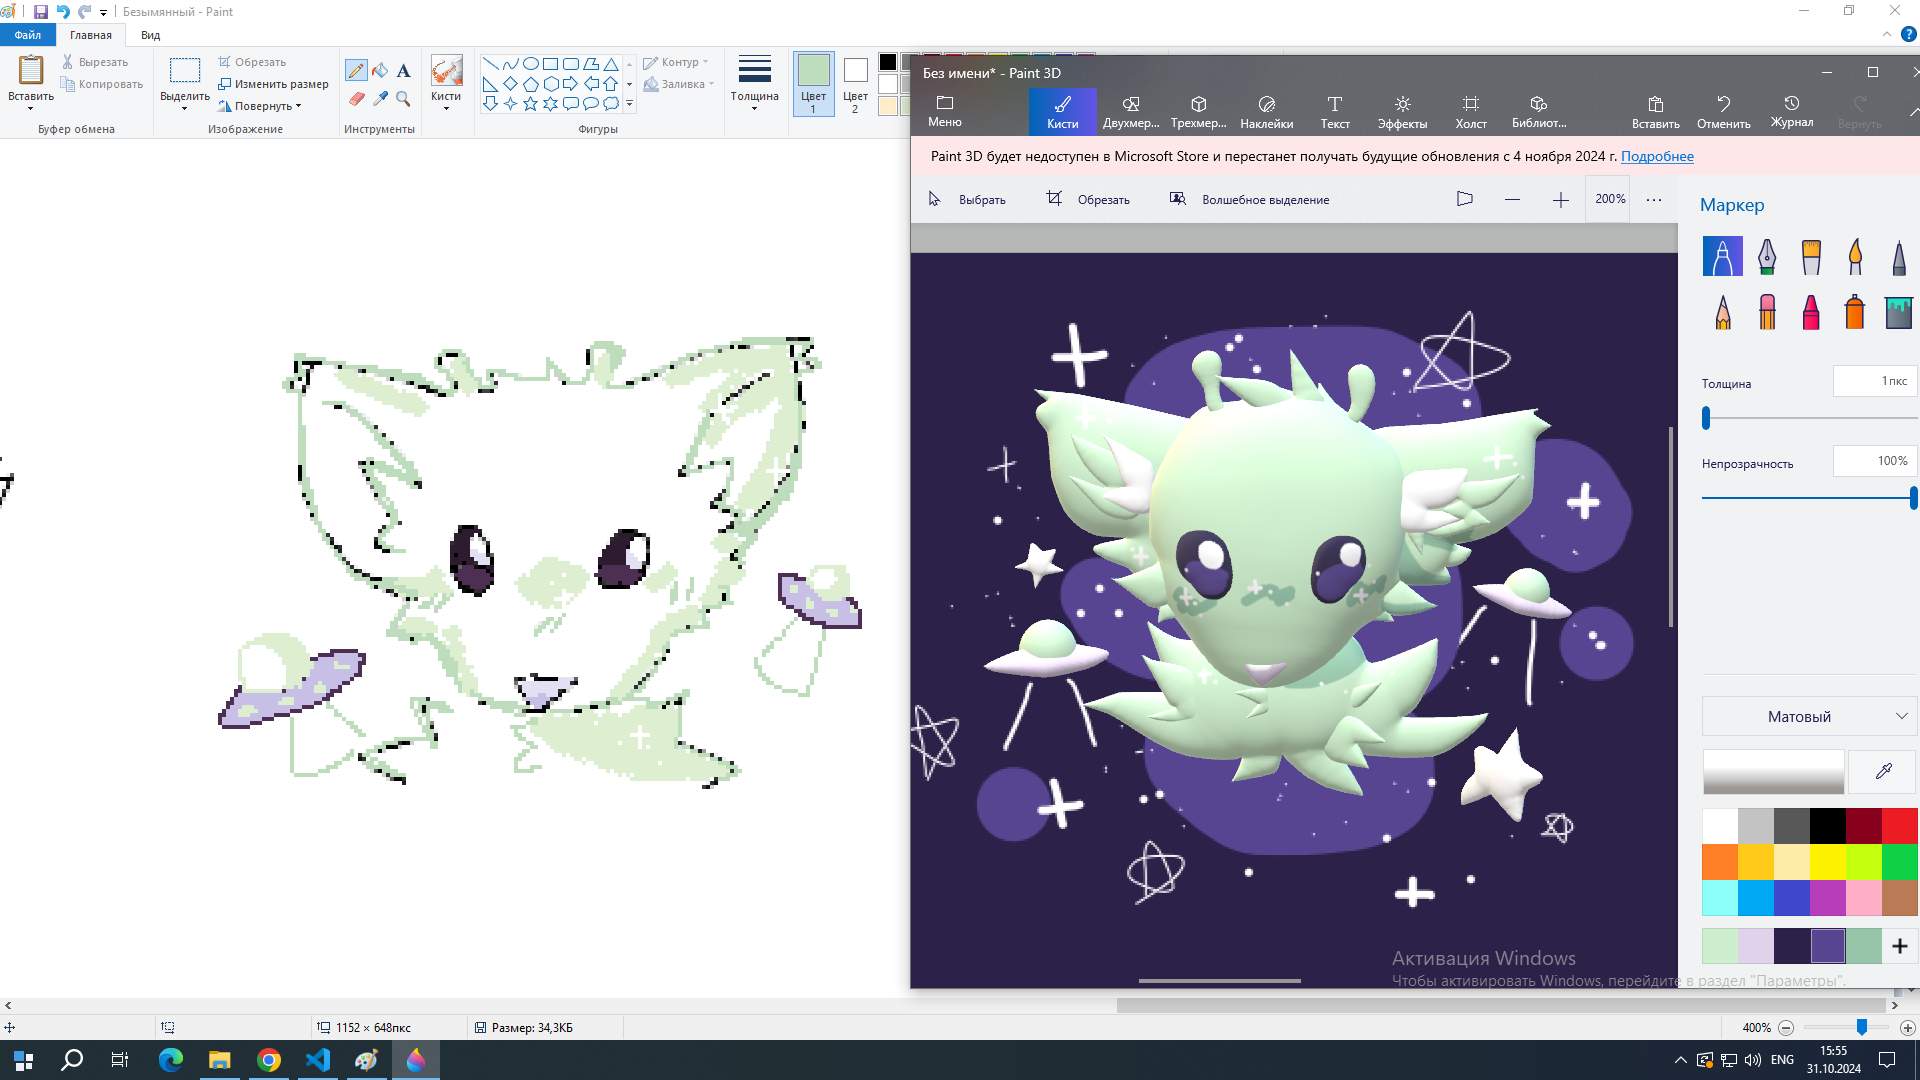 Безымянный - Paint
Файл
Главная
Вид
Вставить
Вырезать
Копировать
Буфер обмена
Выделить
Обрезать
Изменить размер
Повернуть
Изображение
Инструменты
Кисти
Фигуры
Контур
Заливка
Толщина
Цвет 1
Цвет 2
Без имени* - Paint 3D
Меню
Кисти
Двухмер...
Трехмер...
Наклейки
Текст
Эффекты
Холст
Библиот...
Вставить
Отменить
Журнал
Вернуть
Paint 3D будет недоступен в Microsoft Store и перестанет получать будущие обновления с 4 ноября 2024 г. Подробнее
Выбрать
Обрезать
Волшебное выделение
200%
Маркер
Толщина
1пкс
Непрозрачность
100%
Матовый
Активация Windows
Чтобы активировать Windows, перейдите в раздел "Параметры".
1152 × 648пкс
Размер: 34,3КБ
400%
ENG
15:55
31.10.2024